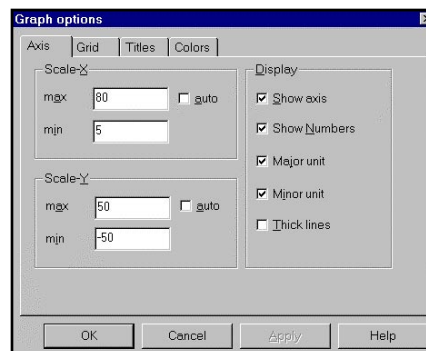 Graph options
Axis Grid Titles Colors
Scale-X
max 80 auto
min 5
Scale-Y
max 50 auto
min -50
Display
Show axis
Show Numbers
Major unit
Minor unit
Thick lines
OK Cancel Apply Help